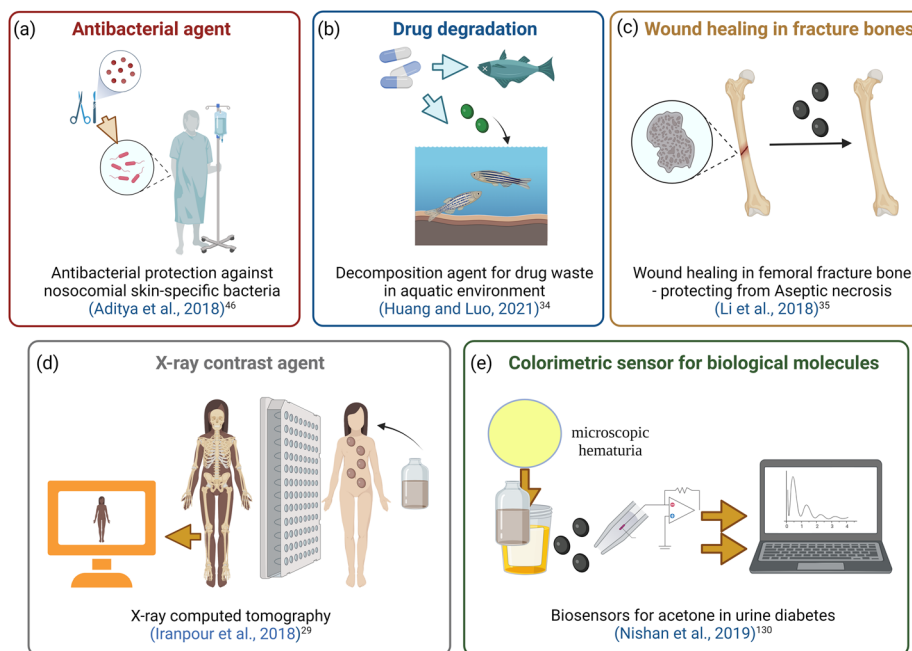 (a) Antibacterial agent
Antibacterial protection against
nosocomial skin-specific bacteria
(Aditya et al., 2018)⁴⁶
(b) Drug degradation
Decomposition agent for drug waste
in aquatic environment
(Huang and Luo, 2021)³⁴
(c) Wound healing in fracture bones
Wound healing in femoral fracture bone
- protecting from Aseptic necrosis
(Li et al., 2018)³⁵
(d) X-ray contrast agent
X-ray computed tomography
(Iranpour et al., 2018)²⁹
(e) Colorimetric sensor for biological molecules
microscopic
hematuria
Biosensors for acetone in urine diabetes
(Nishan et al., 2019)¹³⁰